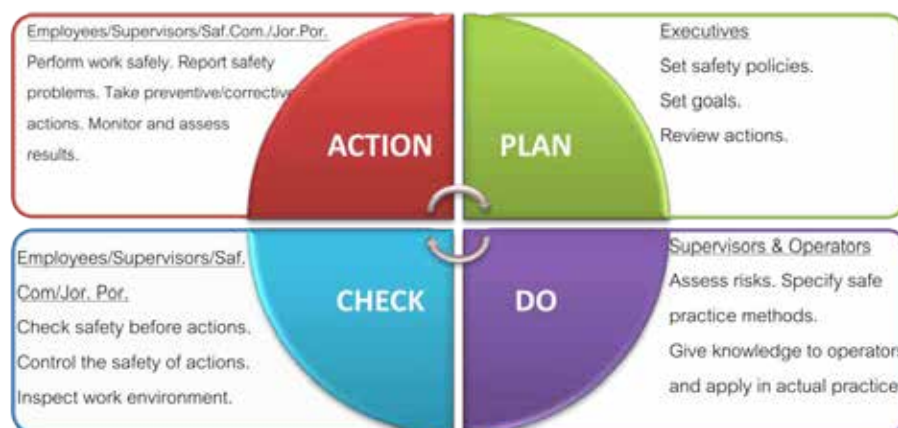 Employees/Supervisors/Saf.Com./Jor.Por.
Perform work safely. Report safety
problems. Take preventive/corrective
actions. Monitor and assess
results.
ACTION
PLAN
Executives
Set safety policies.
Set goals.
Review actions.
Employees/Supervisors/Saf.
Com/Jor. Por.
Check safety before actions.
Control the safety of actions.
Inspect work environment.
CHECK
DO
Supervisors & Operators
Assess risks. Specify safe
practice methods.
Give knowledge to operators
and apply in actual practice